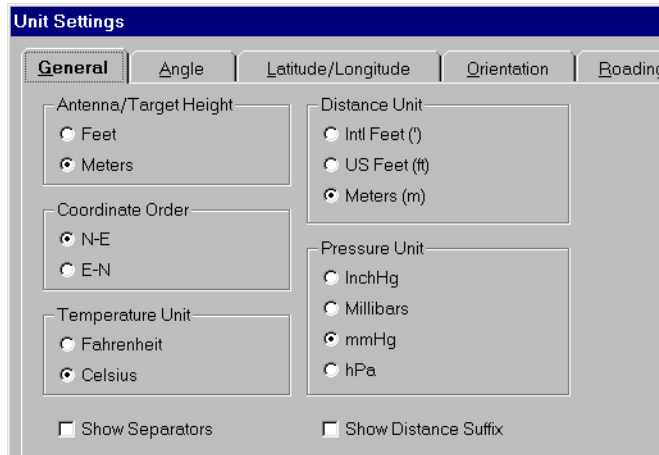 Unit Settings
General
Angle
Latitude/Longitude
Orientation
Antenna/Target Height
Feet
Meters
Coordinate Order
N-E
E-N
Temperature Unit
Fahrenheit
Celsius
Show Separators
Distance Unit
Intl Feet (')
US Feet (ft)
Meters (m)
Pressure Unit
InchHg
Millibars
mmHg
hPa
Show Distance Suffix